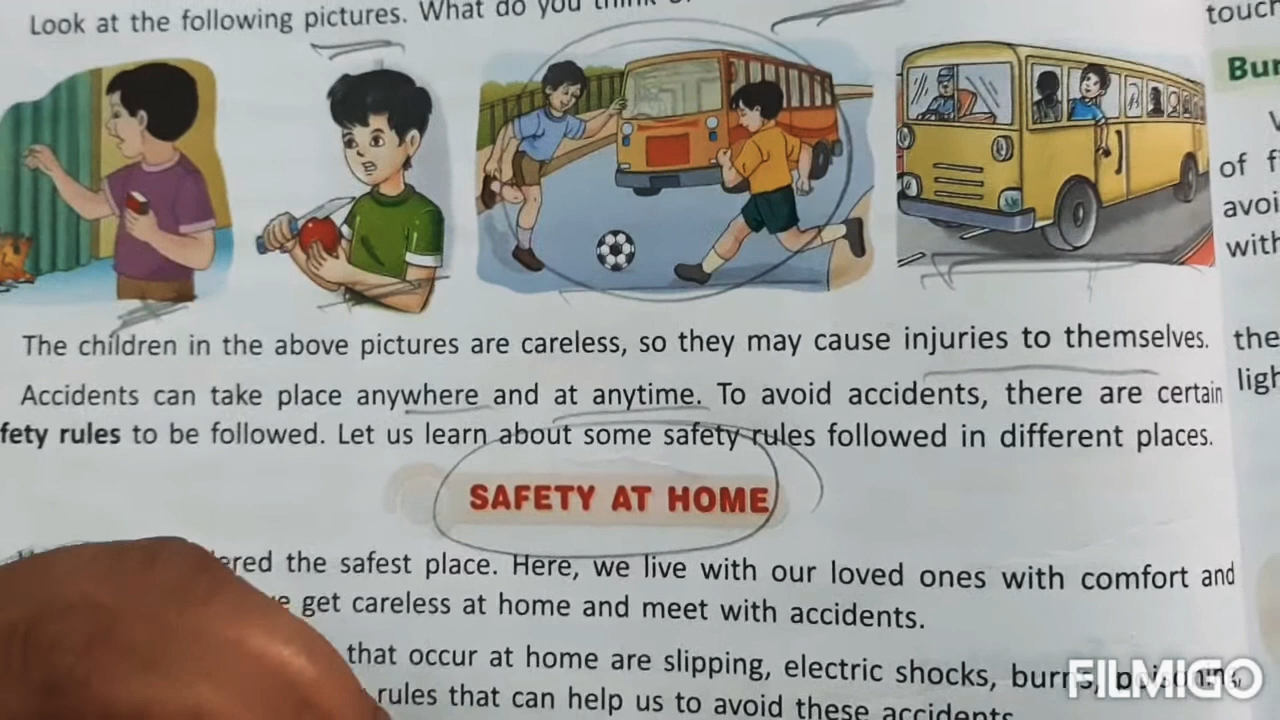 Look at the following pictures. What do you think
touch
Bur
of f
avoi
with
The children in the above pictures are careless, so they may cause injuries to themselves.
the
Accidents can take place anywhere and at anytime. To avoid accidents, there are certain
ligh
fety rules to be followed. Let us learn about some safety rules followed in different places.
SAFETY AT HOME
ered the safest place. Here, we live with our loved ones with comfort and
e get careless at home and meet with accidents.
that occur at home are slipping, electric shocks, burns, poisoning,
rules that can help us to avoid these accidents
FILMIGO